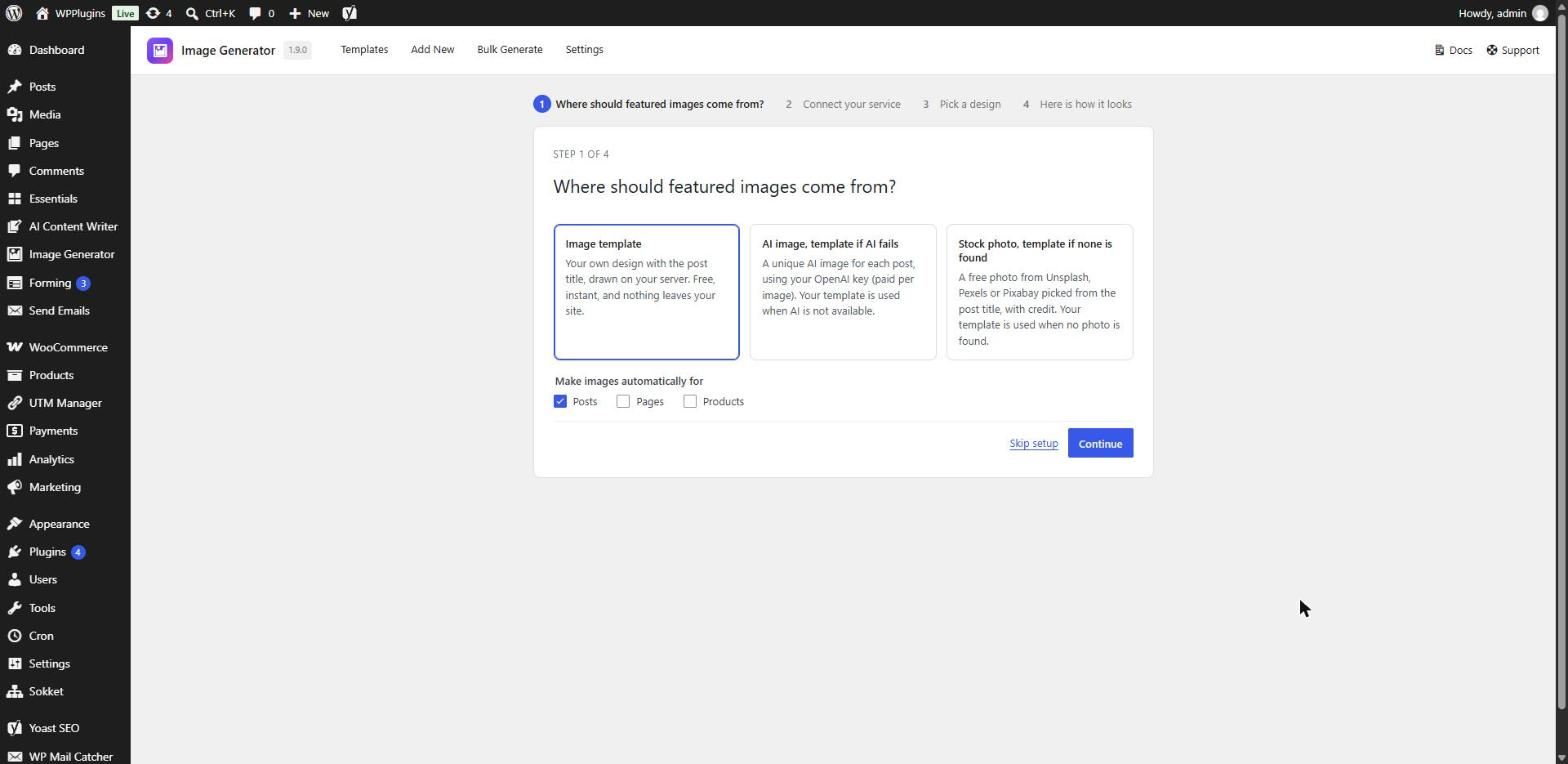 WPPlugins Live 4 Ctrl+K 0 New Howdy, admin
Dashboard
Posts
Media
Pages
Comments
Essentials
AI Content Writer
Image Generator
Forming 3
Send Emails
WooCommerce
Products
UTM Manager
Payments
Analytics
Marketing
Appearance
Plugins 4
Users
Tools
Cron
Settings
Sokket
Yoast SEO
WP Mail Catcher
Image Generator 1.9.0 Templates Add New Bulk Generate Settings Docs Support
1 Where should featured images come from? 2 Connect your service 3 Pick a design 4 Here is how it looks
STEP 1 OF 4
Where should featured images come from?
Image template
Your own design with the post
title, drawn on your server. Free,
instant, and nothing leaves your
site.
AI image, template if AI fails
A unique AI image for each post,
using your OpenAI key (paid per
image). Your template is used
when AI is not available.
Stock photo, template if none is
found
A free photo from Unsplash,
Pexels or Pixabay picked from the
post title, with credit. Your
template is used when no photo is
found.
Make images automatically for
Posts Pages Products
Skip setup Continue